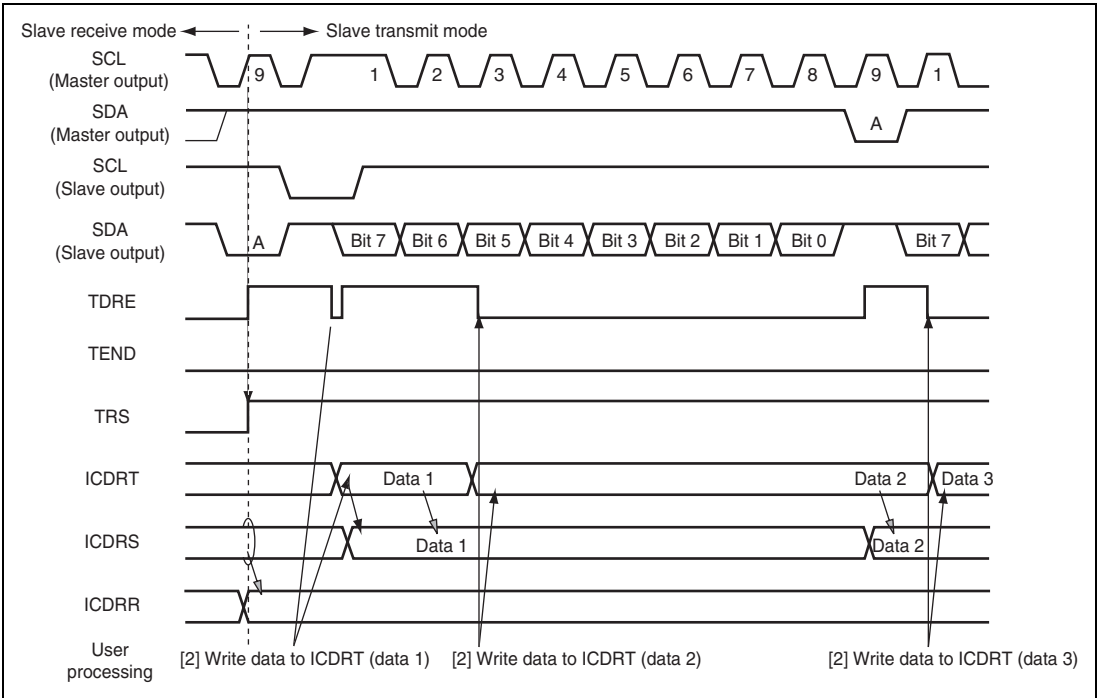 Slave receive mode Slave transmit mode
SCL
(Master output)
9 1 2 3 4 5 6 7 8 9 1
SDA
(Master output)
A
SCL
(Slave output)
SDA
(Slave output)
A Bit 7 Bit 6 Bit 5 Bit 4 Bit 3 Bit 2 Bit 1 Bit 0 Bit 7
TDRE
TEND
TRS
ICDRT
Data 1 Data 2 Data 3
ICDRS
Data 1 Data 2
ICDRR
User
processing
[2] Write data to ICDRT (data 1) [2] Write data to ICDRT (data 2) [2] Write data to ICDRT (data 3)